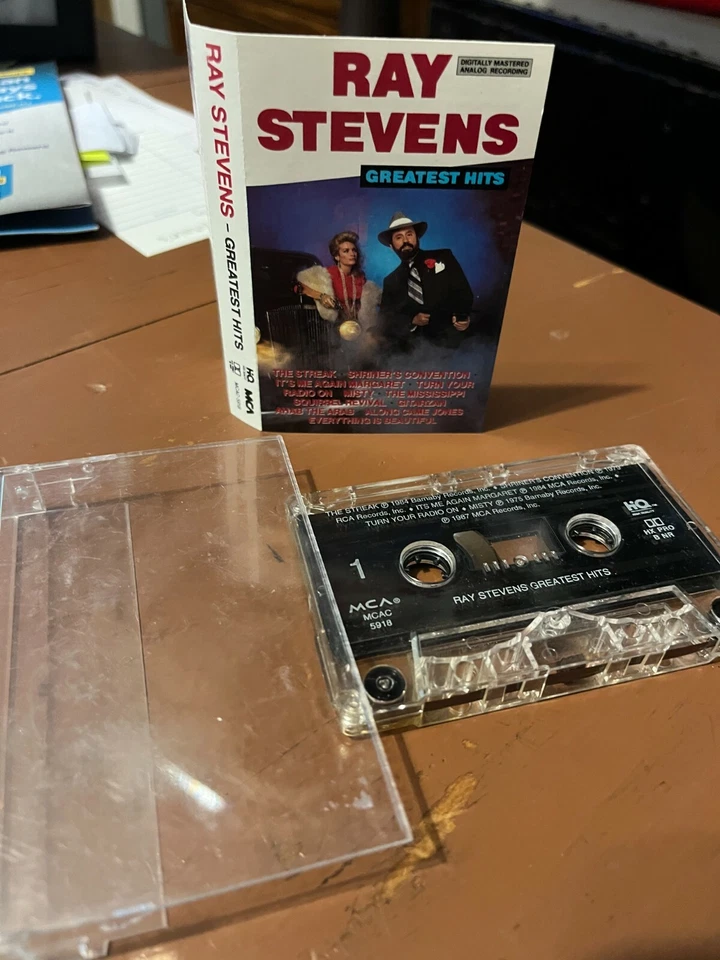 RAY
STEVENS
DIGITALLY MASTERED
ANALOG RECORDING
GREATEST HITS
THE STREAK · SHRINER'S CONVENTION ·
IT'S ME AGAIN MARGARET · TURN YOUR
RADIO ON · MISTY · THE MISSISSIPPI
SQUIRREL REVIVAL · GITARZAN
AHAB THE ARAB · ALONG CAME JONES
EVERYTHING IS BEAUTIFUL
RAY STEVENS – GREATEST HITS
HQ MCA
THE STREAK ℗ 1984 Barnaby Records, Inc. • SHRINER'S CONVENTION ℗ 1979
RCA Records, Inc. • ITS ME AGAIN MARGARET ℗ 1984 MCA Records, Inc. •
TURN YOUR RADIO ON • MISTY ℗ 1975 Barnaby Records, Inc.
℗ 1987 MCA Records, Inc.
HQ
HX PRO
B NR
1
MCA®
MCAC
5918
RAY STEVENS GREATEST HITS